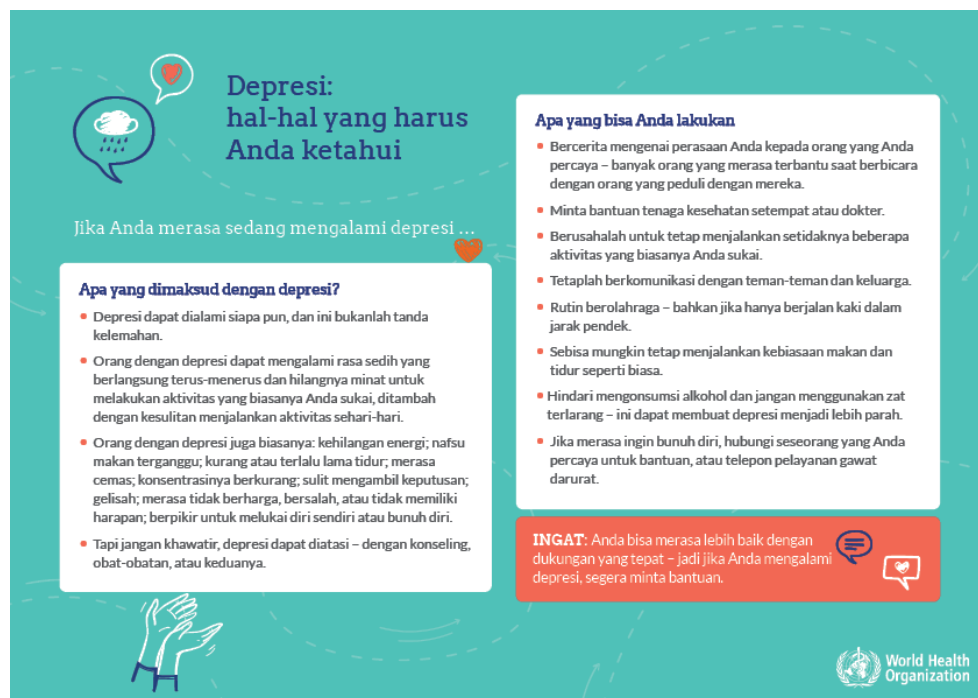 Depresi:
hal-hal yang harus
Anda ketahui
Jika Anda merasa sedang mengalami depresi ...
Apa yang dimaksud dengan depresi?
• Depresi dapat dialami siapa pun, dan ini bukanlah tanda
kelemahan.
• Orang dengan depresi dapat mengalami rasa sedih yang
berlangsung terus-menerus dan hilangnya minat untuk
melakukan aktivitas yang biasanya Anda sukai, ditambah
dengan kesulitan menjalankan aktivitas sehari-hari.
• Orang dengan depresi juga biasanya: kehilangan energi; nafsu
makan terganggu; kurang atau terlalu lama tidur; merasa
cemas; konsentrasinya berkurang; sulit mengambil keputusan;
gelisah; merasa tidak berharga, bersalah, atau tidak memiliki
harapan; berpikir untuk melukai diri sendiri atau bunuh diri.
• Tapi jangan khawatir, depresi dapat diatasi – dengan konseling,
obat-obatan, atau keduanya.
Apa yang bisa Anda lakukan
• Bercerita mengenai perasaan Anda kepada orang yang Anda
percaya – banyak orang yang merasa terbantu saat berbicara
dengan orang yang peduli dengan mereka.
• Minta bantuan tenaga kesehatan setempat atau dokter.
• Berusahalah untuk tetap menjalankan setidaknya beberapa
aktivitas yang biasanya Anda sukai.
• Tetaplah berkomunikasi dengan teman-teman dan keluarga.
• Rutin berolahraga – bahkan jika hanya berjalan kaki dalam
jarak pendek.
• Sebisa mungkin tetap menjalankan kebiasaan makan dan
tidur seperti biasa.
• Hindari mengonsumsi alkohol dan jangan menggunakan zat
terlarang – ini dapat membuat depresi menjadi lebih parah.
• Jika merasa ingin bunuh diri, hubungi seseorang yang Anda
percaya untuk bantuan, atau telepon pelayanan gawat
darurat.
INGAT: Anda bisa merasa lebih baik dengan
dukungan yang tepat – jadi jika Anda mengalami
depresi, segera minta bantuan.
World Health
Organization